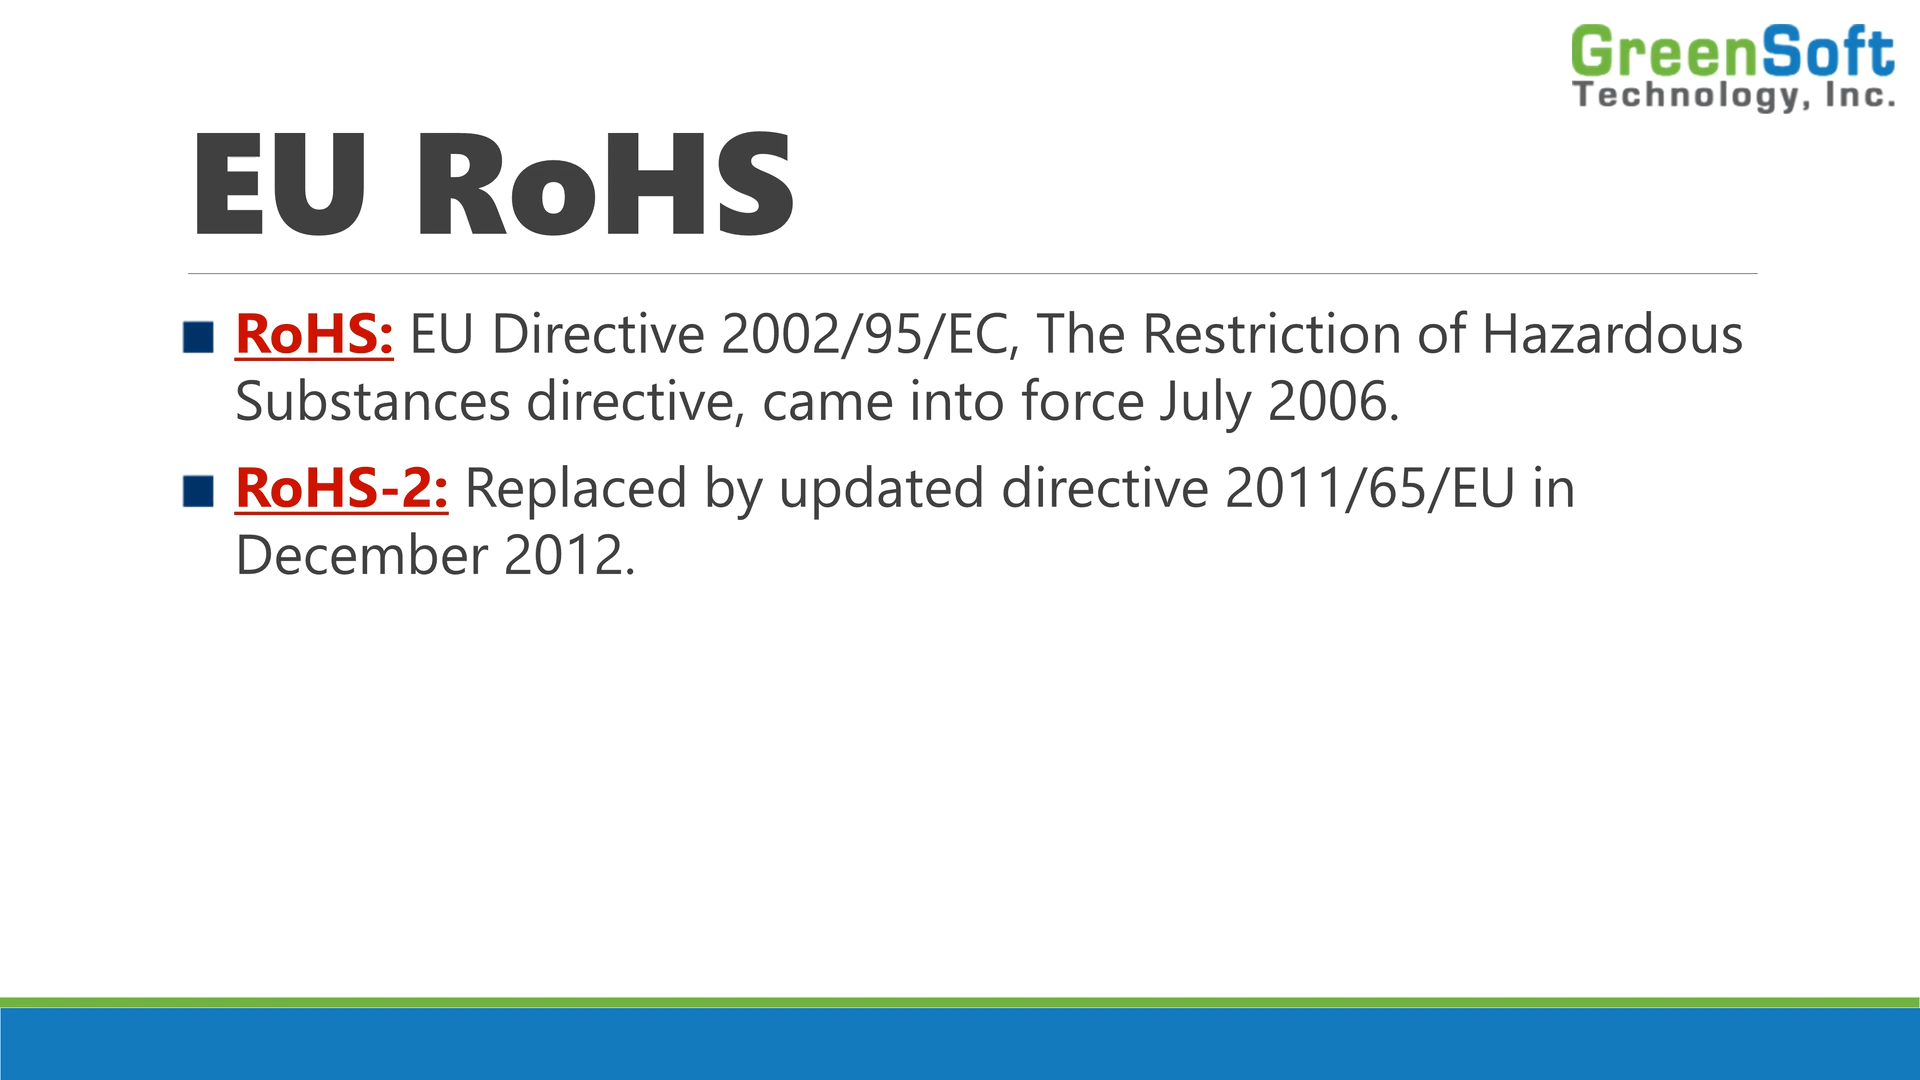 GreenSoft
Technology, Inc.
EU RoHS
RoHS: EU Directive 2002/95/EC, The Restriction of Hazardous
Substances directive, came into force July 2006.
RoHS-2: Replaced by updated directive 2011/65/EU in
December 2012.